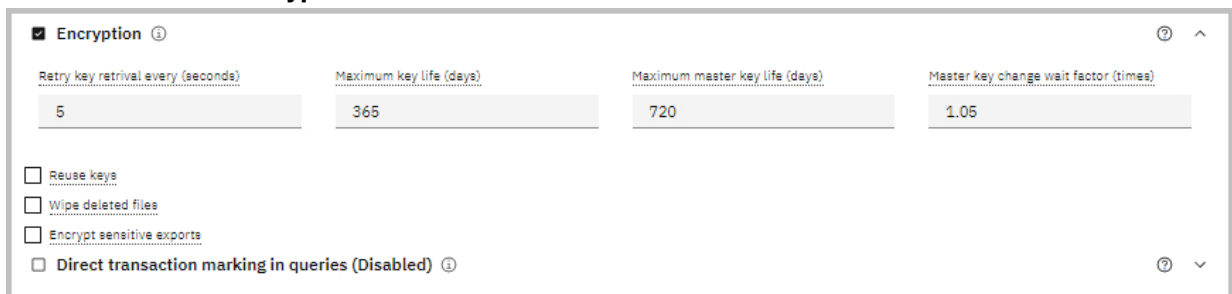 Encryption
Retry key retrival every (seconds) Maximum key life (days) Maximum master key life (days) Master key change wait factor (times)
5 365 720 1.05
Reuse keys
Wipe deleted files
Encrypt sensitive exports
Direct transaction marking in queries (Disabled)